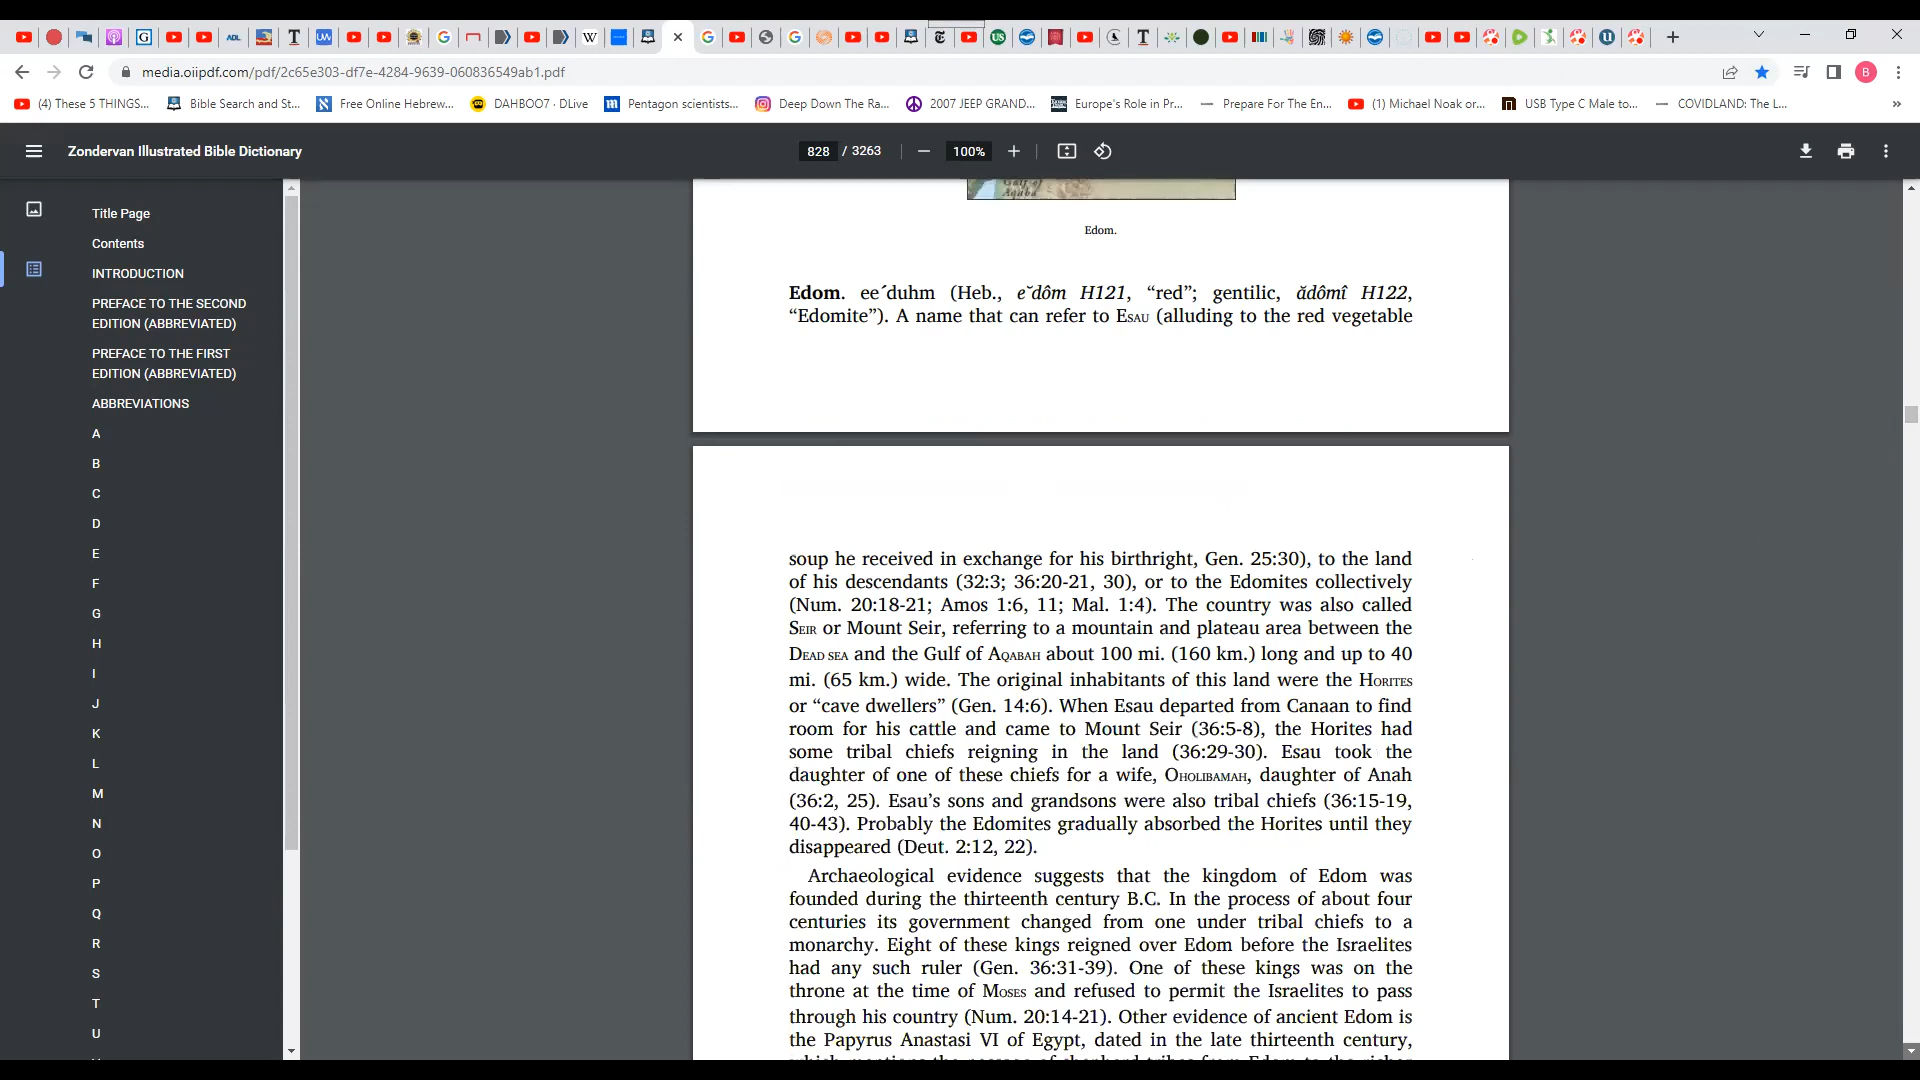 media.oiipdf.com/pdf/2c65e303-df7e-4284-9639-060836549ab1.pdf
B
(4) These 5 THINGS...
Bible Search and St...
Free Online Hebrew...
DAHBOO7 · DLive
Pentagon scientists...
Deep Down The Ra...
2007 JEEP GRAND...
Europe's Role in Pr...
Prepare For The En...
(1) Michael Noak or...
USB Type C Male to...
COVIDLAND: The L...
Zondervan Illustrated Bible Dictionary
828 / 3263
100%
Title Page
Contents
INTRODUCTION
PREFACE TO THE SECOND
EDITION (ABBREVIATED)
PREFACE TO THE FIRST
EDITION (ABBREVIATED)
ABBREVIATIONS
A
B
C
D
E
F
G
H
I
J
K
L
M
N
O
P
Q
R
S
T
U
Gulf of
Aqaba
Edom.
Edom. ee´duhm (Heb., ĕdôm H121, “red”; gentilic, ădômî H122,
“Edomite”). A name that can refer to Esau (alluding to the red vegetable
soup he received in exchange for his birthright, Gen. 25:30), to the land
of his descendants (32:3; 36:20-21, 30), or to the Edomites collectively
(Num. 20:18-21; Amos 1:6, 11; Mal. 1:4). The country was also called
Seir or Mount Seir, referring to a mountain and plateau area between the
Dead sea and the Gulf of Aqabah about 100 mi. (160 km.) long and up to 40
mi. (65 km.) wide. The original inhabitants of this land were the Horites
or “cave dwellers” (Gen. 14:6). When Esau departed from Canaan to find
room for his cattle and came to Mount Seir (36:5-8), the Horites had
some tribal chiefs reigning in the land (36:29-30). Esau took the
daughter of one of these chiefs for a wife, Oholibamah, daughter of Anah
(36:2, 25). Esau’s sons and grandsons were also tribal chiefs (36:15-19,
40-43). Probably the Edomites gradually absorbed the Horites until they
disappeared (Deut. 2:12, 22).
Archaeological evidence suggests that the kingdom of Edom was
founded during the thirteenth century B.C. In the process of about four
centuries its government changed from one under tribal chiefs to a
monarchy. Eight of these kings reigned over Edom before the Israelites
had any such ruler (Gen. 36:31-39). One of these kings was on the
throne at the time of Moses and refused to permit the Israelites to pass
through his country (Num. 20:14-21). Other evidence of ancient Edom is
the Papyrus Anastasi VI of Egypt, dated in the late thirteenth century,